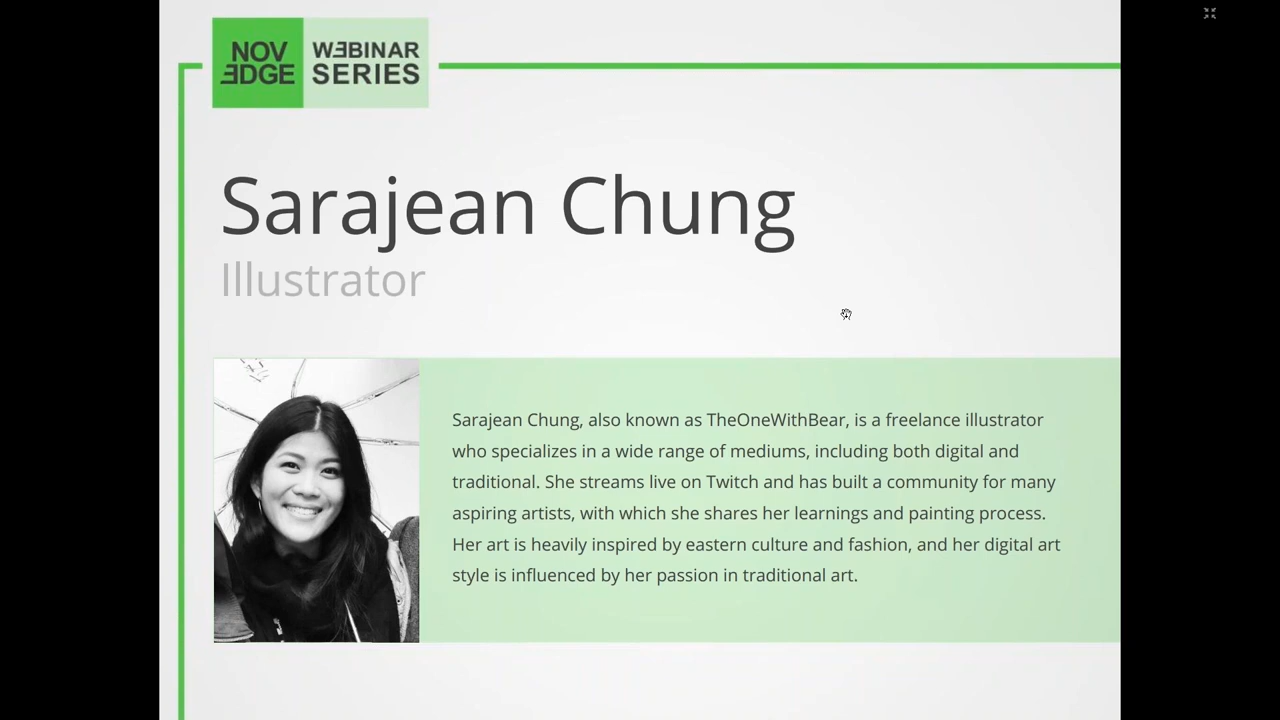 NOV
EDGE
WEBINAR
SERIES
Sarajean Chung
Illustrator
Sarajean Chung, also known as TheOneWithBear, is a freelance illustrator
who specializes in a wide range of mediums, including both digital and
traditional. She streams live on Twitch and has built a community for many
aspiring artists, with which she shares her learnings and painting process.
Her art is heavily inspired by eastern culture and fashion, and her digital art
style is influenced by her passion in traditional art.